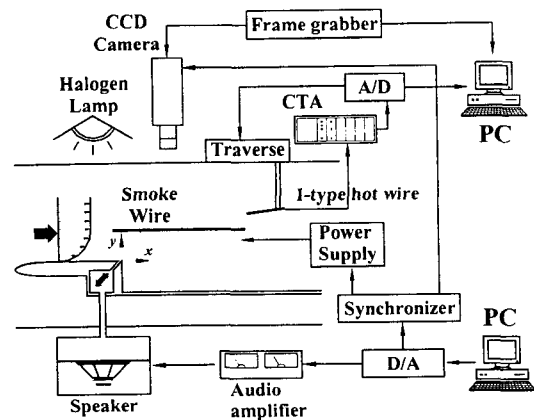 CCD
Camera
Frame grabber
Halogen
Lamp
CTA
A/D
PC
Traverse
I-type hot wire
Smoke
Wire
y
x
Power
Supply
Synchronizer
PC
D/A
Speaker
Audio
amplifier